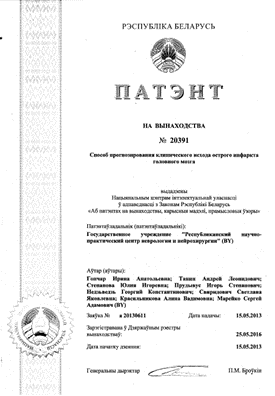 РЭСПУБЛІКА БЕЛАРУСЬ
ПАТЭНТ
НА ВЫНАХОДСТВА
№ 20391
Способ прогнозирования клинического исхода острого инфаркта
головного мозга
выдадзены
Нацыянальным цэнтрам інтэлектуальнай уласнасці
ў адпаведнасці з Законам Рэспублікі Беларусь
«Аб патэнтах на вынаходствы, карысныя мадэлі, прамысловыя ўзоры»
Патэнтаўладальнік (патэнтаўладальнікі):
Государственное учреждение "Республиканский научно-
практический центр неврологии и нейрохирургии" (BY)
Аўтар (аўтары):
Гончар Ирина Анатольевна; Танин Андрей Леонидович;
Степанова Юлия Игоревна; Прудывус Игорь Степанович;
Недзьведь Георгий Константинович; Свиридович Светлана
Яковлевна; Красильникова Алина Вадимовна; Марейко Сергей
Адамович (BY)
Заяўка № a 20130611
Дата падачы: 15.05.2013
Зарэгістравана ў Дзяржаўным рэестры
вынаходстваў:
25.05.2016
Дата пачатку дзеяння:
15.05.2013
Генеральны дырэктар
П.М. Броўкін